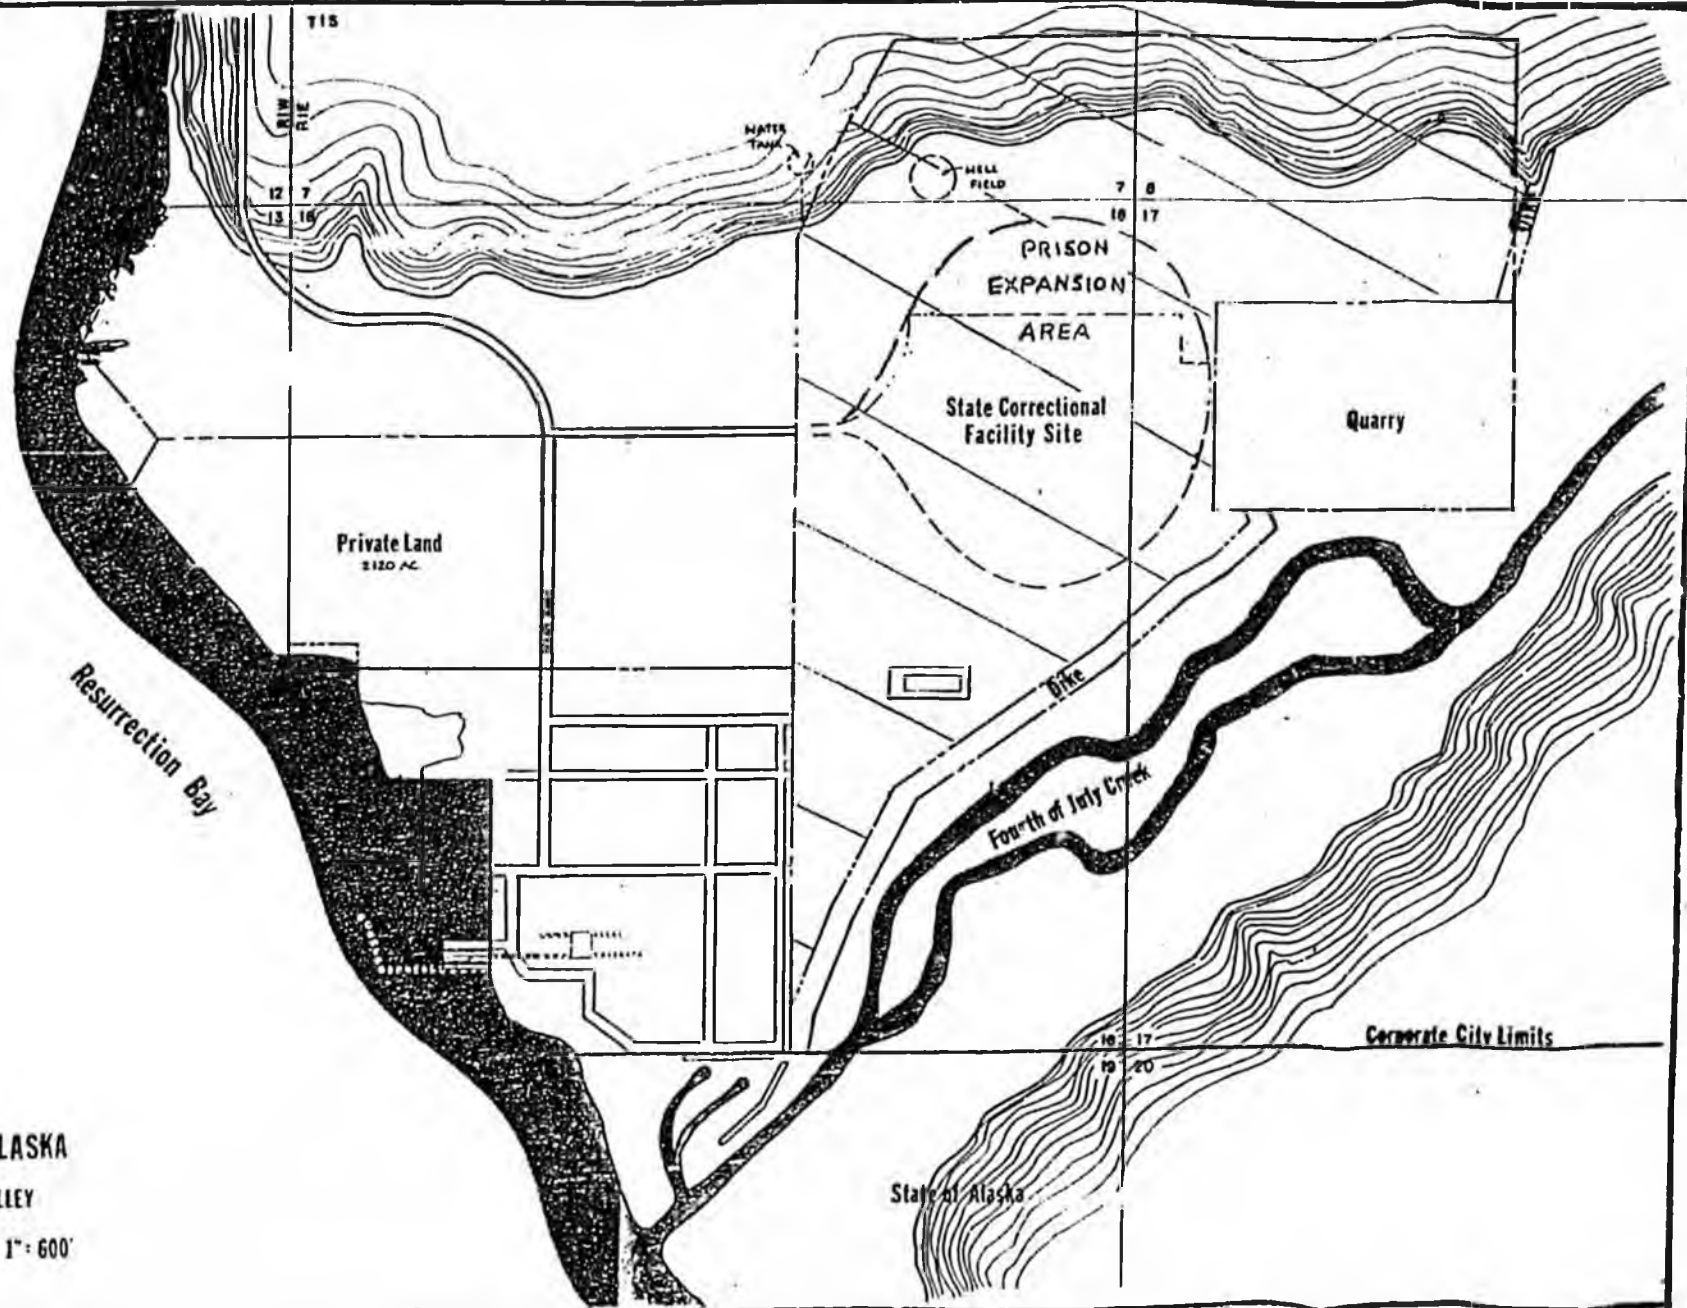 T1S
R1W
R1E
WATER
TANK
WELL
FIELD
12 7
13 18
7 8
18 17
PRISON
EXPANSION
AREA
State Correctional
Facility Site
Quarry
Private Land
Resurrection Bay
Dike
Fourth of July Creek
18 17
19 20
Corporate City Limits
State of Alaska
LASKA
LLEY
1": 600'